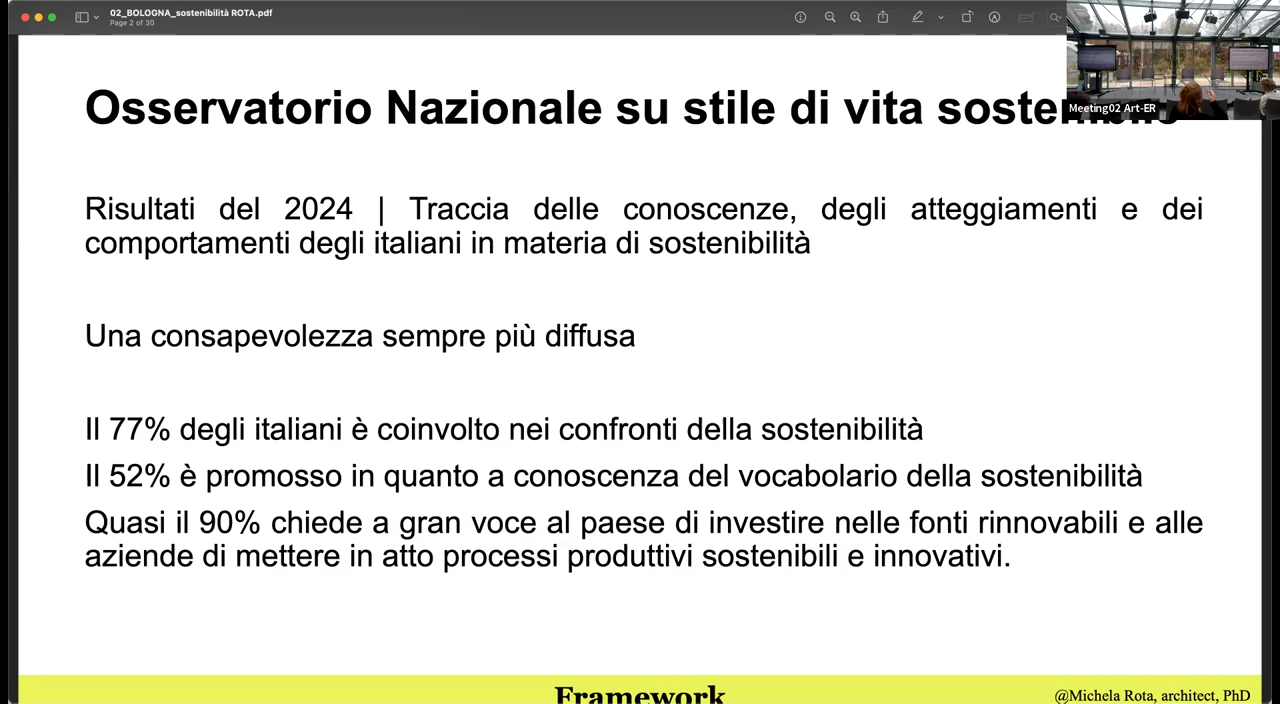 02_BOLOGNA_sostenibilità ROTA.pdf
Page 2 of 30
Meeting02 Art-ER
Osservatorio Nazionale su stile di vita
Risultati del 2024 | Traccia delle conoscenze, degli atteggiamenti e dei
comportamenti degli italiani in materia di sostenibilità
Una consapevolezza sempre più diffusa
Il 77% degli italiani è coinvolto nei confronti della sostenibilità
Il 52% è promosso in quanto a conoscenza del vocabolario della sostenibilità
Quasi il 90% chiede a gran voce al paese di investire nelle fonti rinnovabili e alle
aziende di mettere in atto processi produttivi sostenibili e innovativi.
Framework
@Michela Rota, architect, PhD